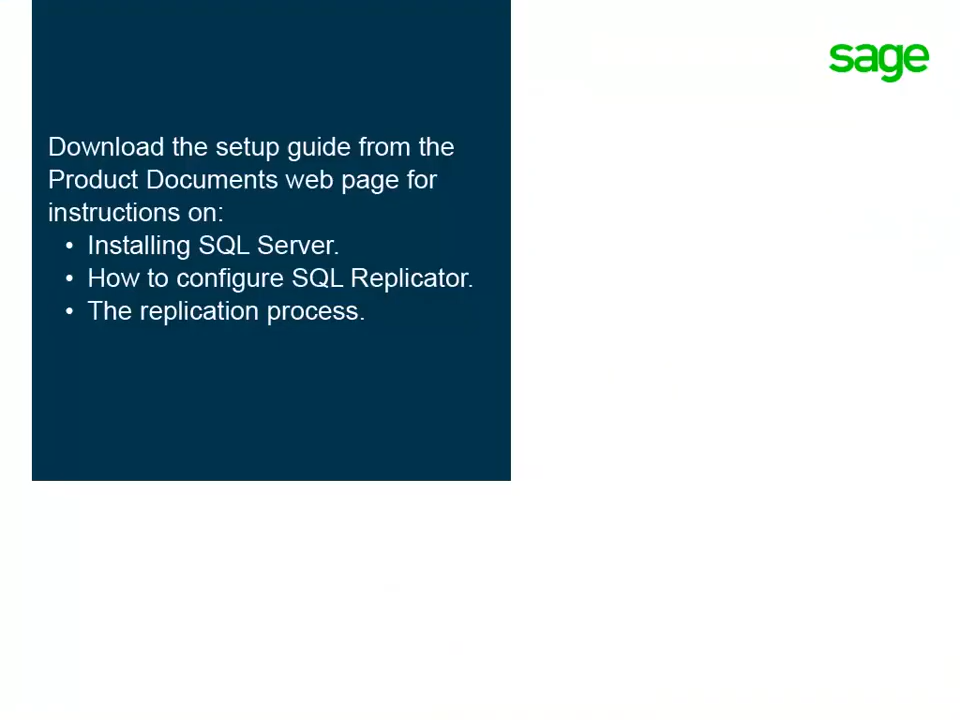 sage
Download the setup guide from the
Product Documents web page for
instructions on:
• Installing SQL Server.
• How to configure SQL Replicator.
• The replication process.